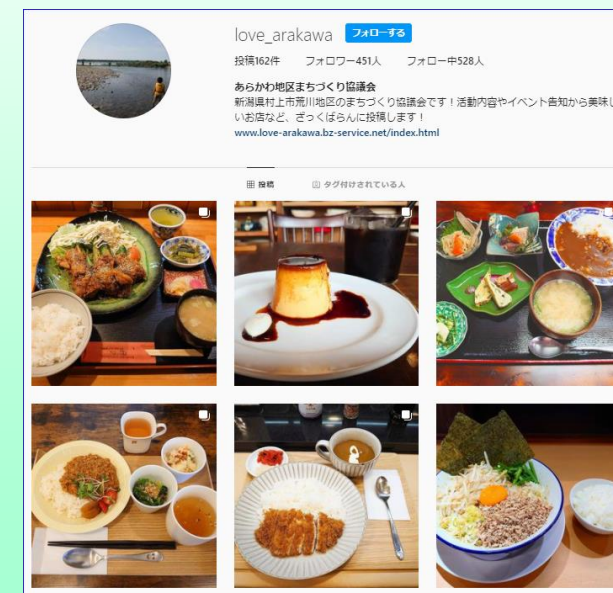 love_arakawa フォローする
投稿162件 フォロワー451人 フォロー中528人
あらかわ地区まちづくり協議会
新潟県村上市荒川地区のまちづくり協議会です！活動内容やイベント告知から美味し
いお店など、ざっくばらんに投稿します！
www.love-arakawa.bz-service.net/index.html
投稿 タグ付けされている人